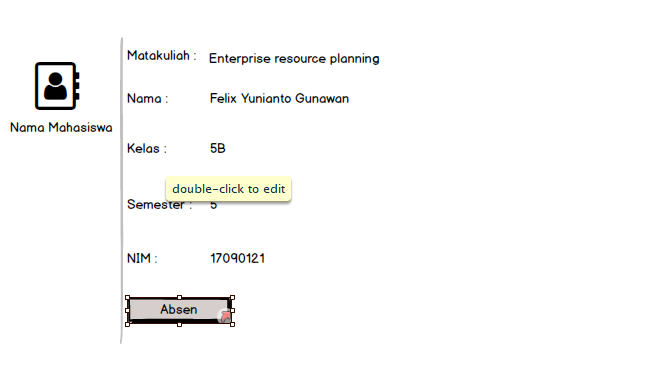 Matakuliah : Enterprise resource planning
Nama : Felix Yunianto Gunawan
Nama Mahasiswa
Kelas : 5B
double-click to edit
Semester : 5
NIM : 17090121
Absen